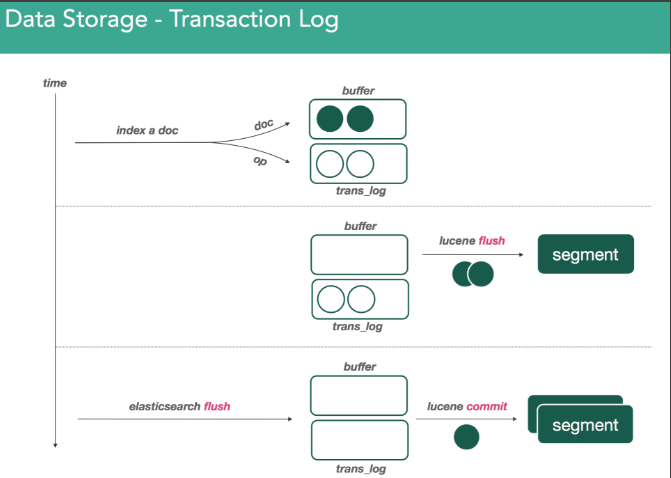 Data Storage - Transaction Log
time
buffer
index a doc
doc
op
trans_log
buffer
lucene flush
segment
trans_log
buffer
elasticsearch flush
lucene commit
segment
trans_log